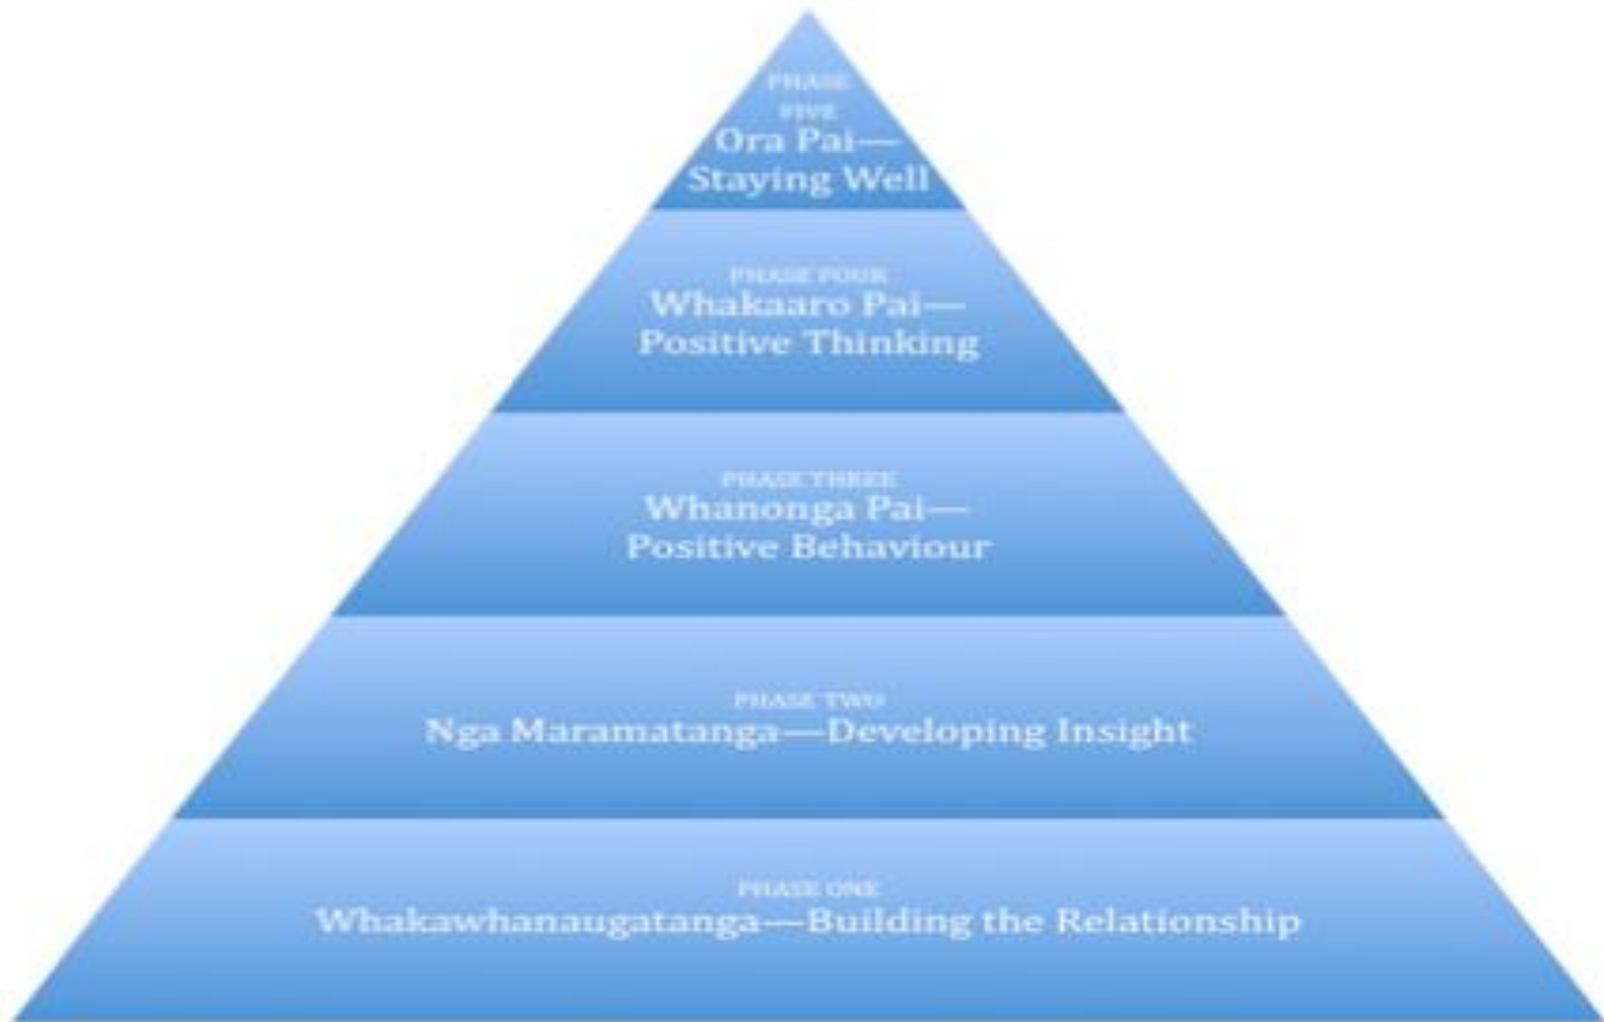 PHASE
FIVE
Ora Pai—
Staying Well
PHASE FOUR
Whakaaro Pai—
Positive Thinking
PHASE THREE
Whanonga Pai—
Positive Behaviour
PHASE TWO
Nga Maramatanga—Developing Insight
PHASE ONE
Whakawhanaugatanga—Building the Relationship